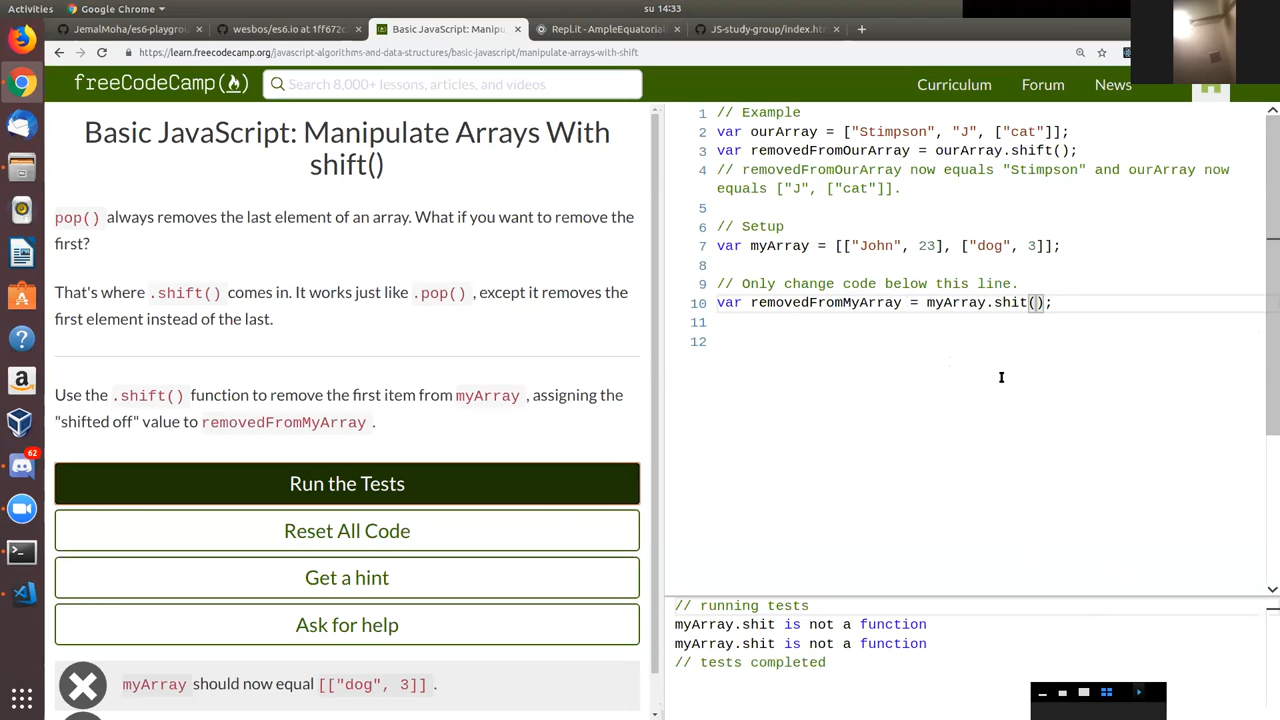 Activities
Google Chrome
su 14:33
JemalMoha/es6-playgrou
wesbos/es6.io at 1ff672c
Basic JavaScript: Manipu
Repl.it - AmpleEquatorial
JS-study-group/index.htm
https://learn.freecodecamp.org/javascript-algorithms-and-data-structures/basic-javascript/manipulate-arrays-with-shift
freeCodeCamp
Search 8,000+ lessons, articles, and videos
Curriculum
Forum
News
Basic JavaScript: Manipulate Arrays With
shift()
pop() always removes the last element of an array. What if you want to remove the
first?
That's where .shift() comes in. It works just like .pop() , except it removes the
first element instead of the last.
Use the .shift() function to remove the first item from myArray , assigning the
"shifted off" value to removedFromMyArray .
Run the Tests
Reset All Code
Get a hint
Ask for help
myArray should now equal [["dog", 3]] .
1 // Example
2 var ourArray = ["Stimpson", "J", ["cat"]];
3 var removedFromOurArray = ourArray.shift();
4 // removedFromOurArray now equals "Stimpson" and ourArray now
equals ["J", ["cat"]].
5
6 // Setup
7 var myArray = [["John", 23], ["dog", 3]];
8
9 // Only change code below this line.
10 var removedFromMyArray = myArray.shit();
11
12
// running tests
myArray.shit is not a function
myArray.shit is not a function
// tests completed
62